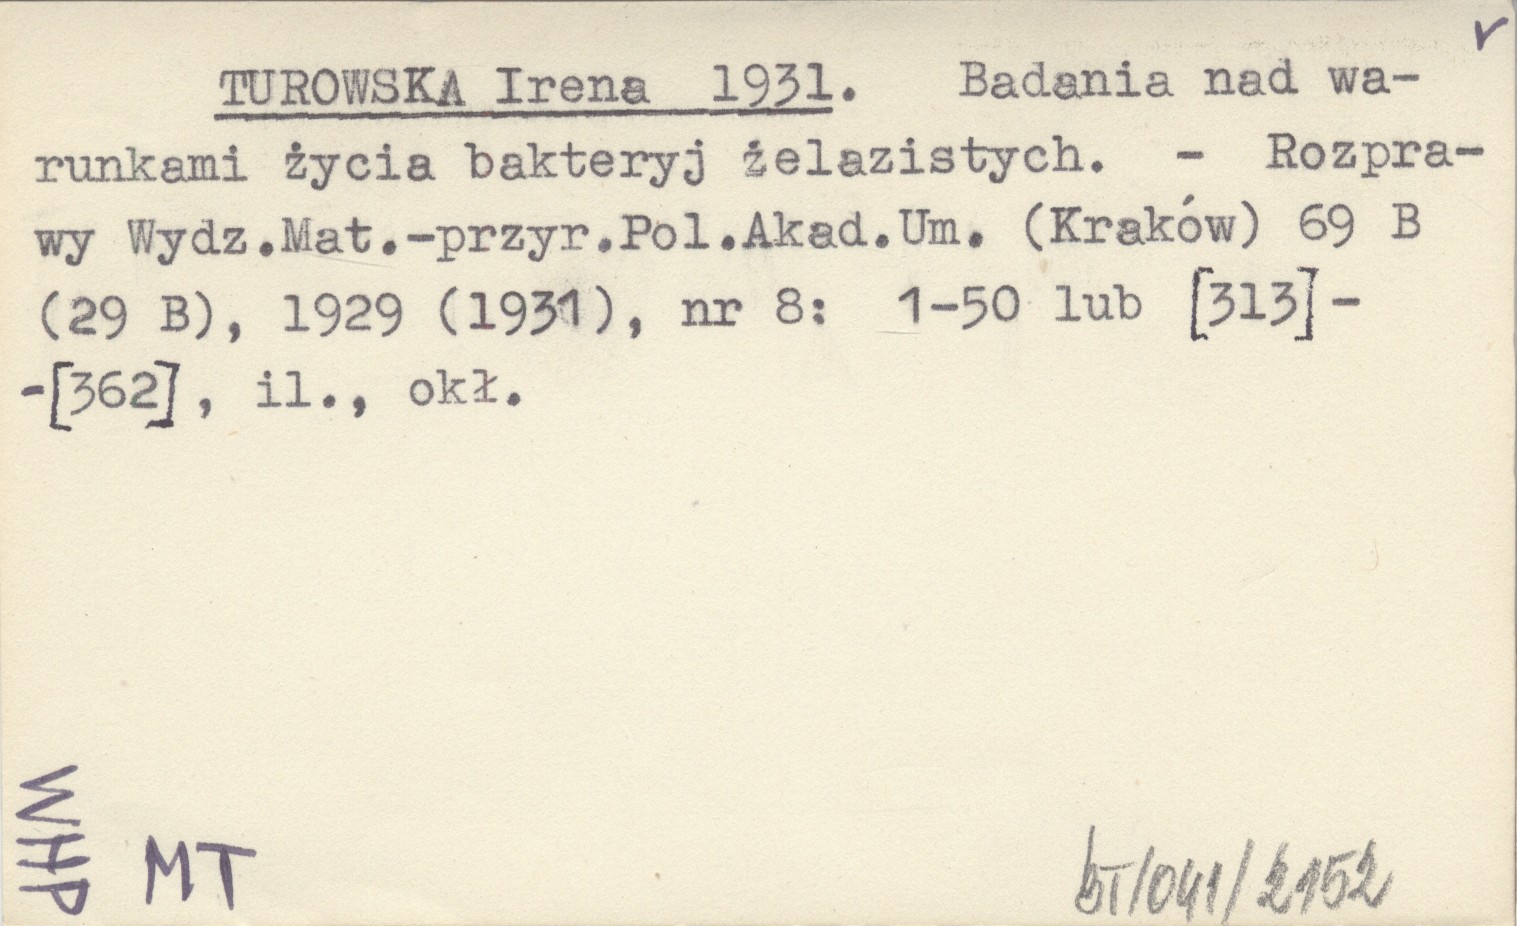 TUROWSKA Irena 1931. Badania nad wa-
runkami życia bakteryj żelazistych. - Rozpra-
wy Wydz.Mat.-przyr.Pol.Akad.Um. (Kraków) 69 B
(29 B), 1929 (1931), nr 8: 1-50 lub [313]-
-[362], il., okł.
WHP
MT
BT/041/2152